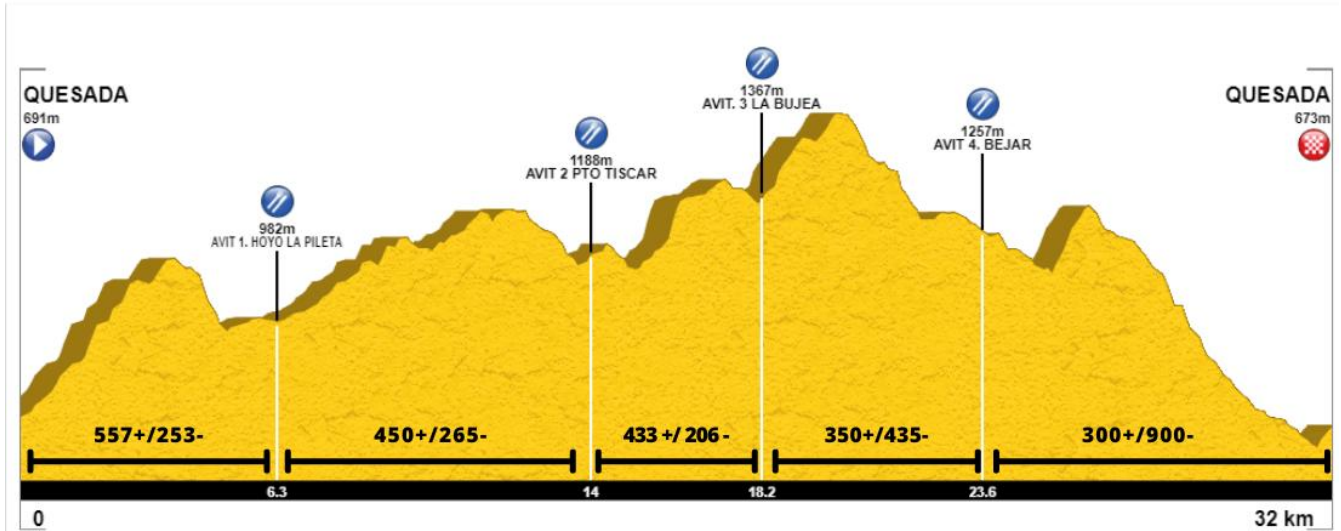 QUESADA
691m
982m
AVIT 1. HOYO LA PILETA
1188m
AVIT 2 PTO TISCAR
1367m
AVIT. 3 LA BUJEA
1257m
AVIT 4. BEJAR
QUESADA
673m
557+/253-
450+/265-
433+/206-
350+/435-
300+/900-
6.3
14
18.2
23.6
0
32 km